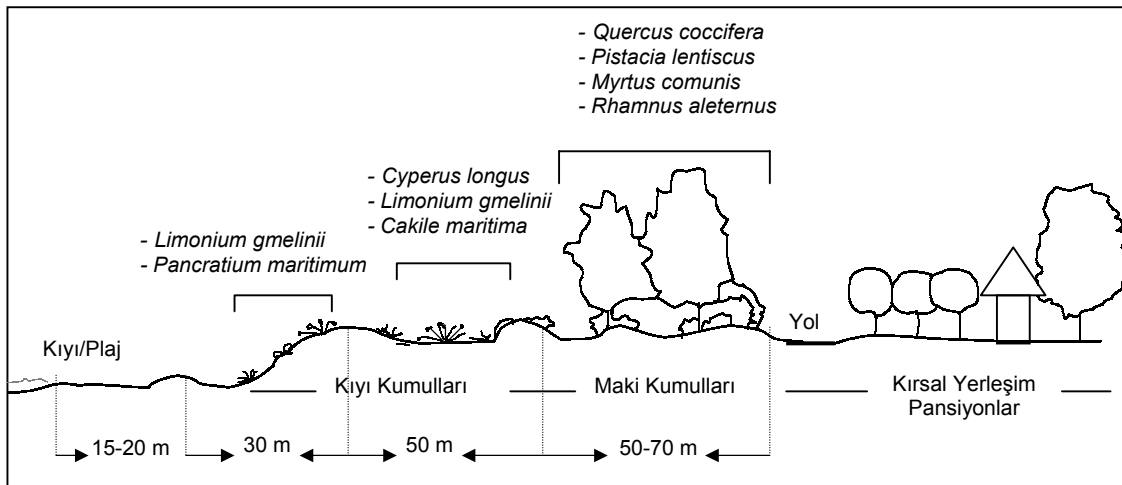 - Quercus coccifera
- Pistacia lentiscus
- Myrtus comunis
- Rhamnus aleternus
- Cyperus longus
- Limonium gmelinii
- Cakile maritima
- Limonium gmelinii
- Pancratium maritimum
Kıyı/Plaj
Yol
Kıyı Kumulları
Maki Kumulları
Kırsal Yerleşim
Pansiyonlar
15-20 m
30 m
50 m
50-70 m